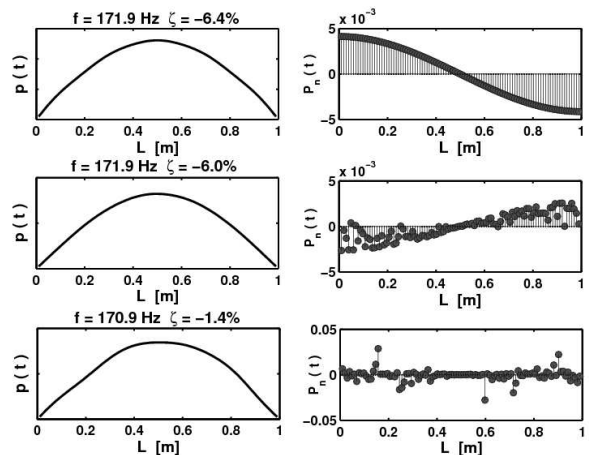 f = 171.9 Hz ζ = −6.4%
p ( t )
0 0.2 0.4 0.6 0.8 1
L [m]
x 10⁻³
5
0
−5
P n ( t )
0 0.2 0.4 0.6 0.8 1
L [m]
f = 171.9 Hz ζ = −6.0%
p ( t )
0 0.2 0.4 0.6 0.8 1
L [m]
x 10⁻³
5
0
−5
P n ( t )
0 0.2 0.4 0.6 0.8 1
L [m]
f = 170.9 Hz ζ = −1.4%
p ( t )
0 0.2 0.4 0.6 0.8 1
L [m]
0.05
0
−0.05
P n ( t )
0 0.2 0.4 0.6 0.8 1
L [m]